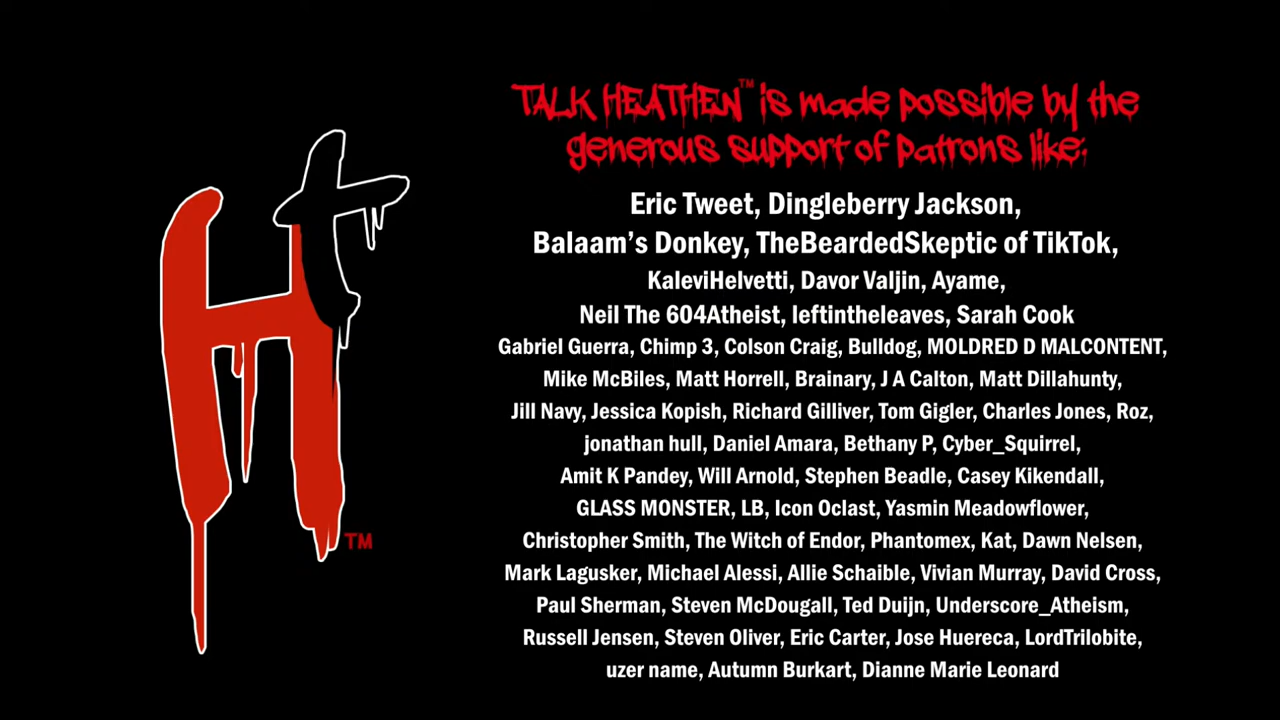 TALK HEATHEN™ is made possible by the
generous support of patrons like:
Eric Tweet, Dingleberry Jackson,
Balaam's Donkey, TheBeardedSkeptic of TikTok,
KaleviHelvetti, Davor Valjin, Ayame,
Neil The 604Atheist, leftintheleaves, Sarah Cook
Gabriel Guerra, Chimp 3, Colson Craig, Bulldog, MOLDRED D MALCONTENT,
Mike McBiles, Matt Horrell, Brainary, J A Calton, Matt Dillahunty,
Jill Navy, Jessica Kopish, Richard Gilliver, Tom Gigler, Charles Jones, Roz,
jonathan hull, Daniel Amara, Bethany P, Cyber_Squirrel,
Amit K Pandey, Will Arnold, Stephen Beadle, Casey Kikendall,
GLASS MONSTER, LB, Icon Oclast, Yasmin Meadowflower,
Christopher Smith, The Witch of Endor, Phantomex, Kat, Dawn Nelsen,
Mark Lagusker, Michael Alessi, Allie Schaible, Vivian Murray, David Cross,
Paul Sherman, Steven McDougall, Ted Duijn, Underscore_Atheism,
Russell Jensen, Steven Oliver, Eric Carter, Jose Huereca, LordTrilobite,
uzer name, Autumn Burkart, Dianne Marie Leonard
Ht
TM